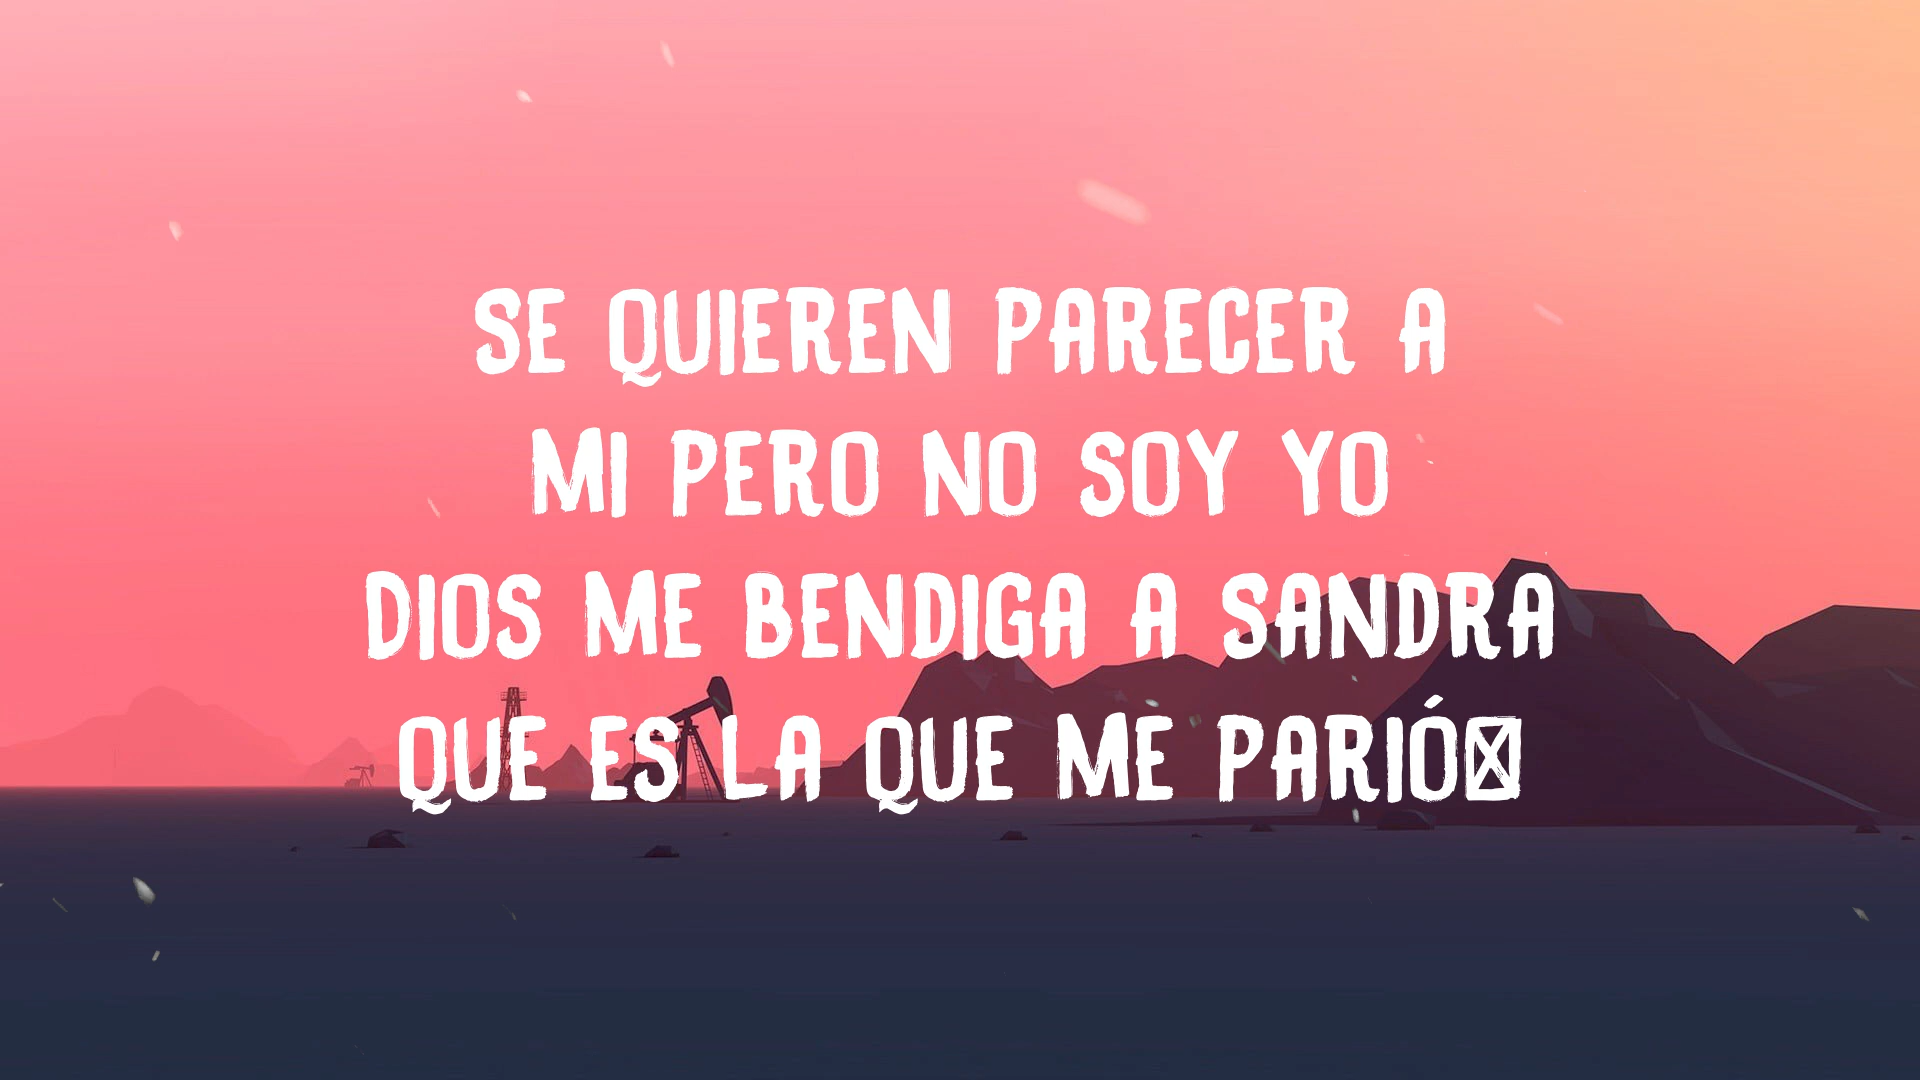 SE QUIEREN PARECER A
MI PERO NO SOY YO
DIOS ME BENDIGA A SANDRA
QUE ES LA QUE ME PARIÓ